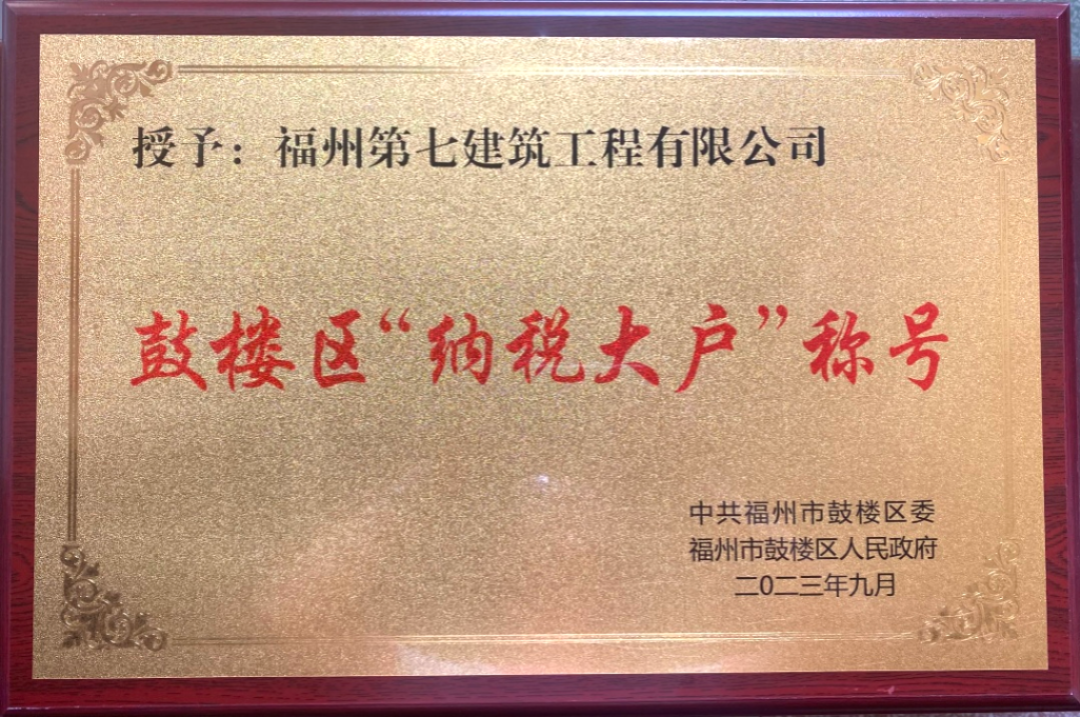 授予：福州第七建筑工程有限公司
鼓楼区“纳税大户”称号
中共福州市鼓楼区委
福州市鼓楼区人民政府
二0二三年九月